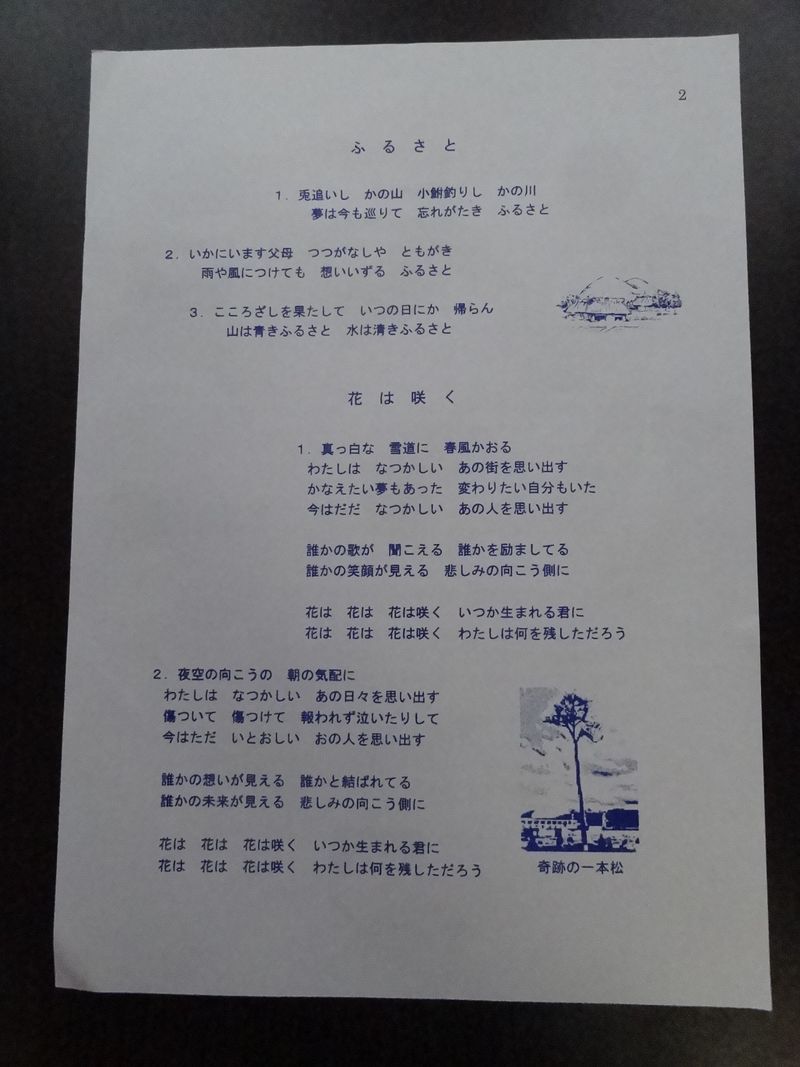 2
ふるさと
1．兎追いし　かの山　小鮒釣りし　かの川
夢は今も巡りて　忘れがたき　ふるさと
2．いかにいます父母　つつがなしや　ともがき
雨や風につけても　想いいずる　ふるさと
3．こころざしを果たして　いつの日にか　帰らん
山は青きふるさと　水は清きふるさと
花は咲く
1．真っ白な　雪道に　春風かおる
わたしは　なつかしい　あの街を思い出す
かなえたい夢もあった　変わりたい自分もいた
今はだだ　なつかしい　あの人を思い出す
誰かの歌が　聞こえる　誰かを励ましてる
誰かの笑顔が見える　悲しみの向こう側に
花は　花は　花は咲く　いつか生まれる君に
花は　花は　花は咲く　わたしは何を残しただろう
2．夜空の向こうの　朝の気配に
わたしは　なつかしい　あの日々を思い出す
傷ついて　傷つけて　報われず泣いたりして
今はただ　いとおしい　おの人を思い出す
誰かの想いが見える　誰かと結ばれてる
誰かの未来が見える　悲しみの向こう側に
花は　花は　花は咲く　いつか生まれる君に
花は　花は　花は咲く　わたしは何を残しただろう
奇跡の一本松